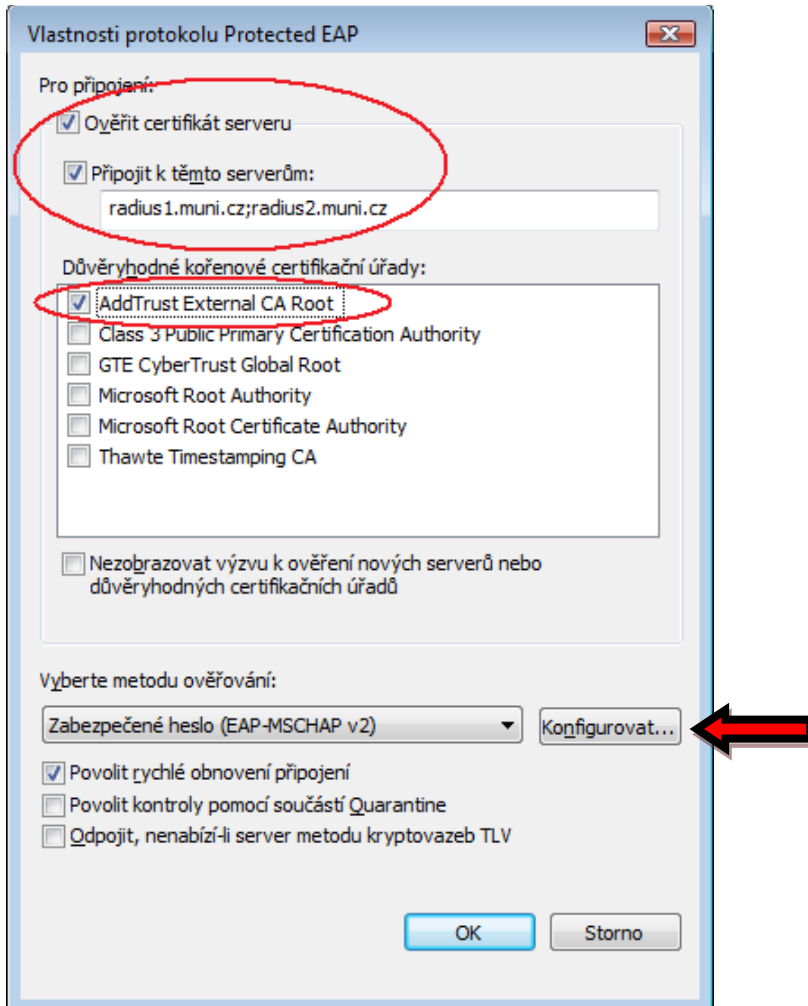 Vlastnosti protokolu Protected EAP
Pro připojení:
Ověřit certifikát serveru
Připojit k těmto serverům:
radius1.muni.cz;radius2.muni.cz
Důvěryhodné kořenové certifikační úřady:
AddTrust External CA Root
Class 3 Public Primary Certification Authority
GTE CyberTrust Global Root
Microsoft Root Authority
Microsoft Root Certificate Authority
Thawte Timestamping CA
Nezobrazovat výzvu k ověření nových serverů nebo
důvěryhodných certifikačních úřadů
Vyberte metodu ověřování:
Zabezpečené heslo (EAP-MSCHAP v2)
Konfigurovat...
Povolit rychlé obnovení připojení
Povolit kontroly pomocí součástí Quarantine
Odpojit, nenabízí-li server metodu kryptovazeb TLV
OK
Storno